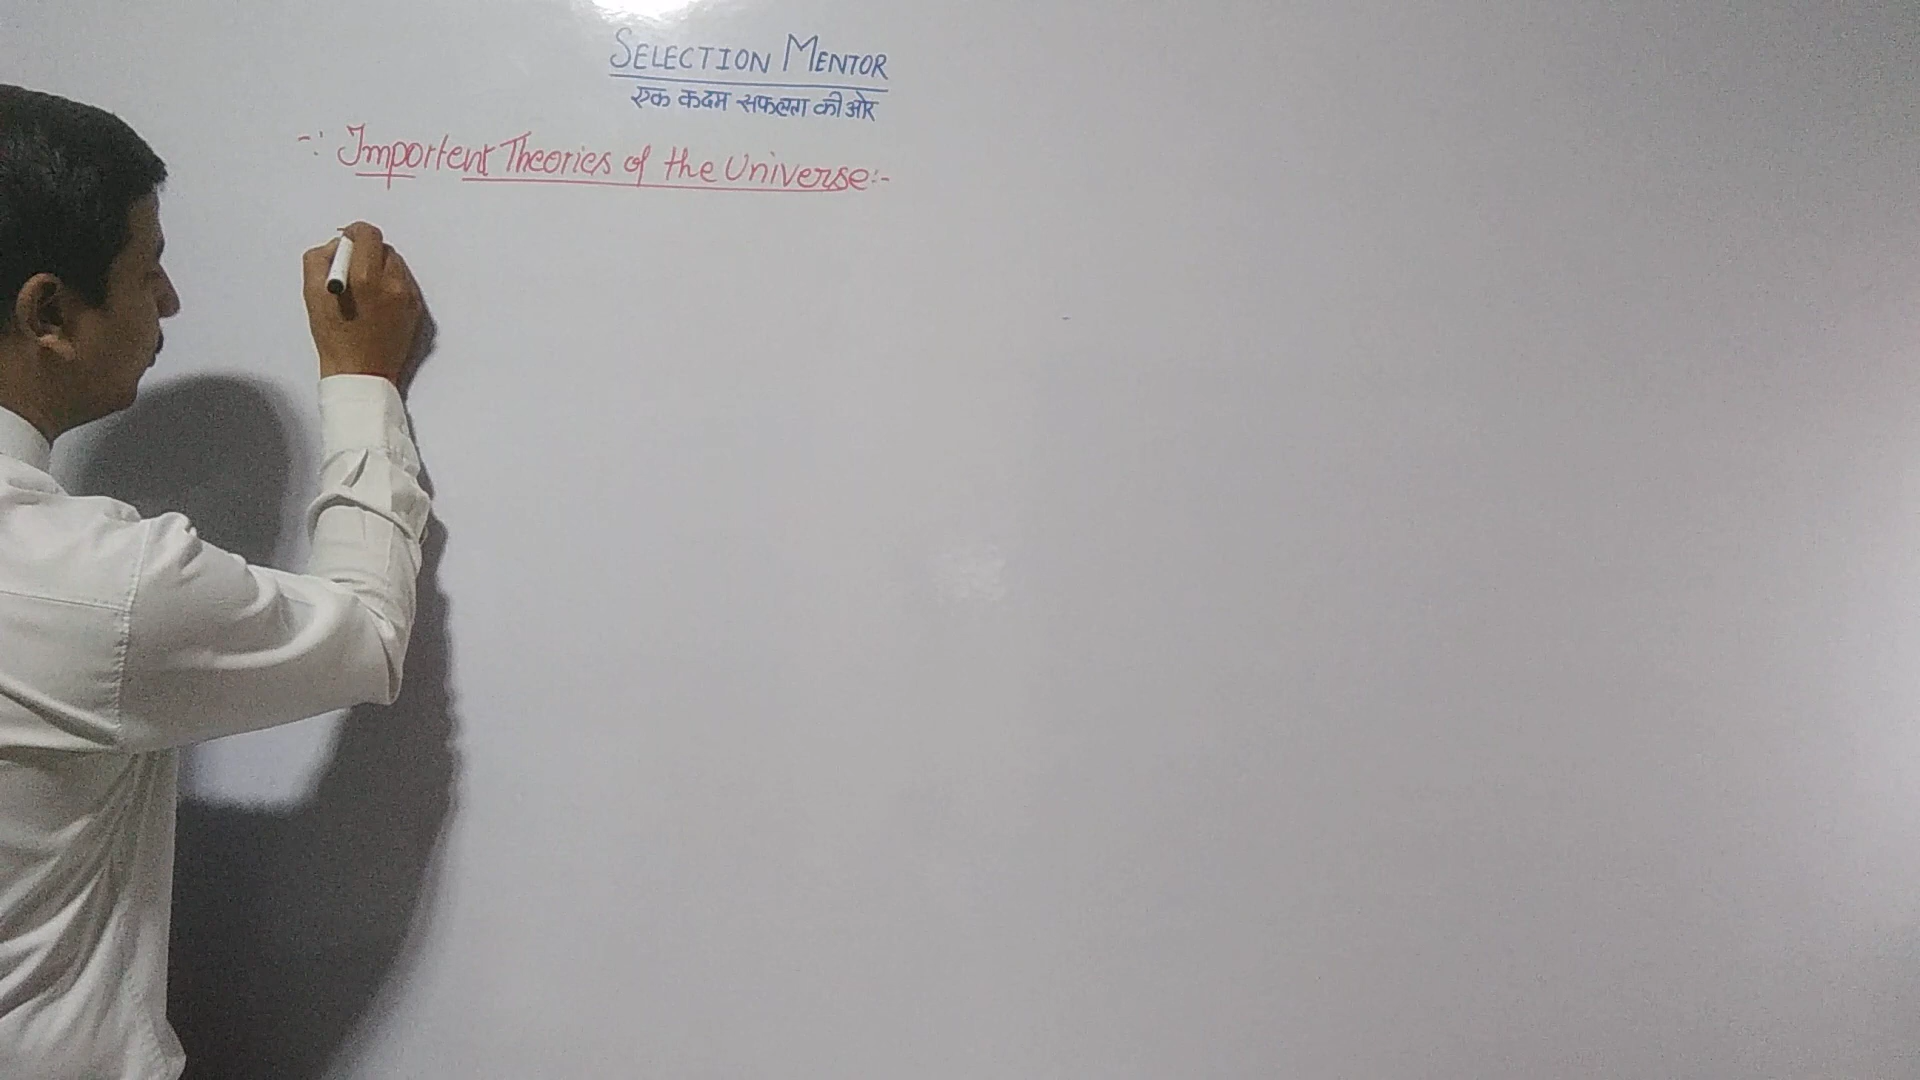 SELECTION MENTOR
एक कदम सफलता की ओर
-: Importent Theories of the Universe:-